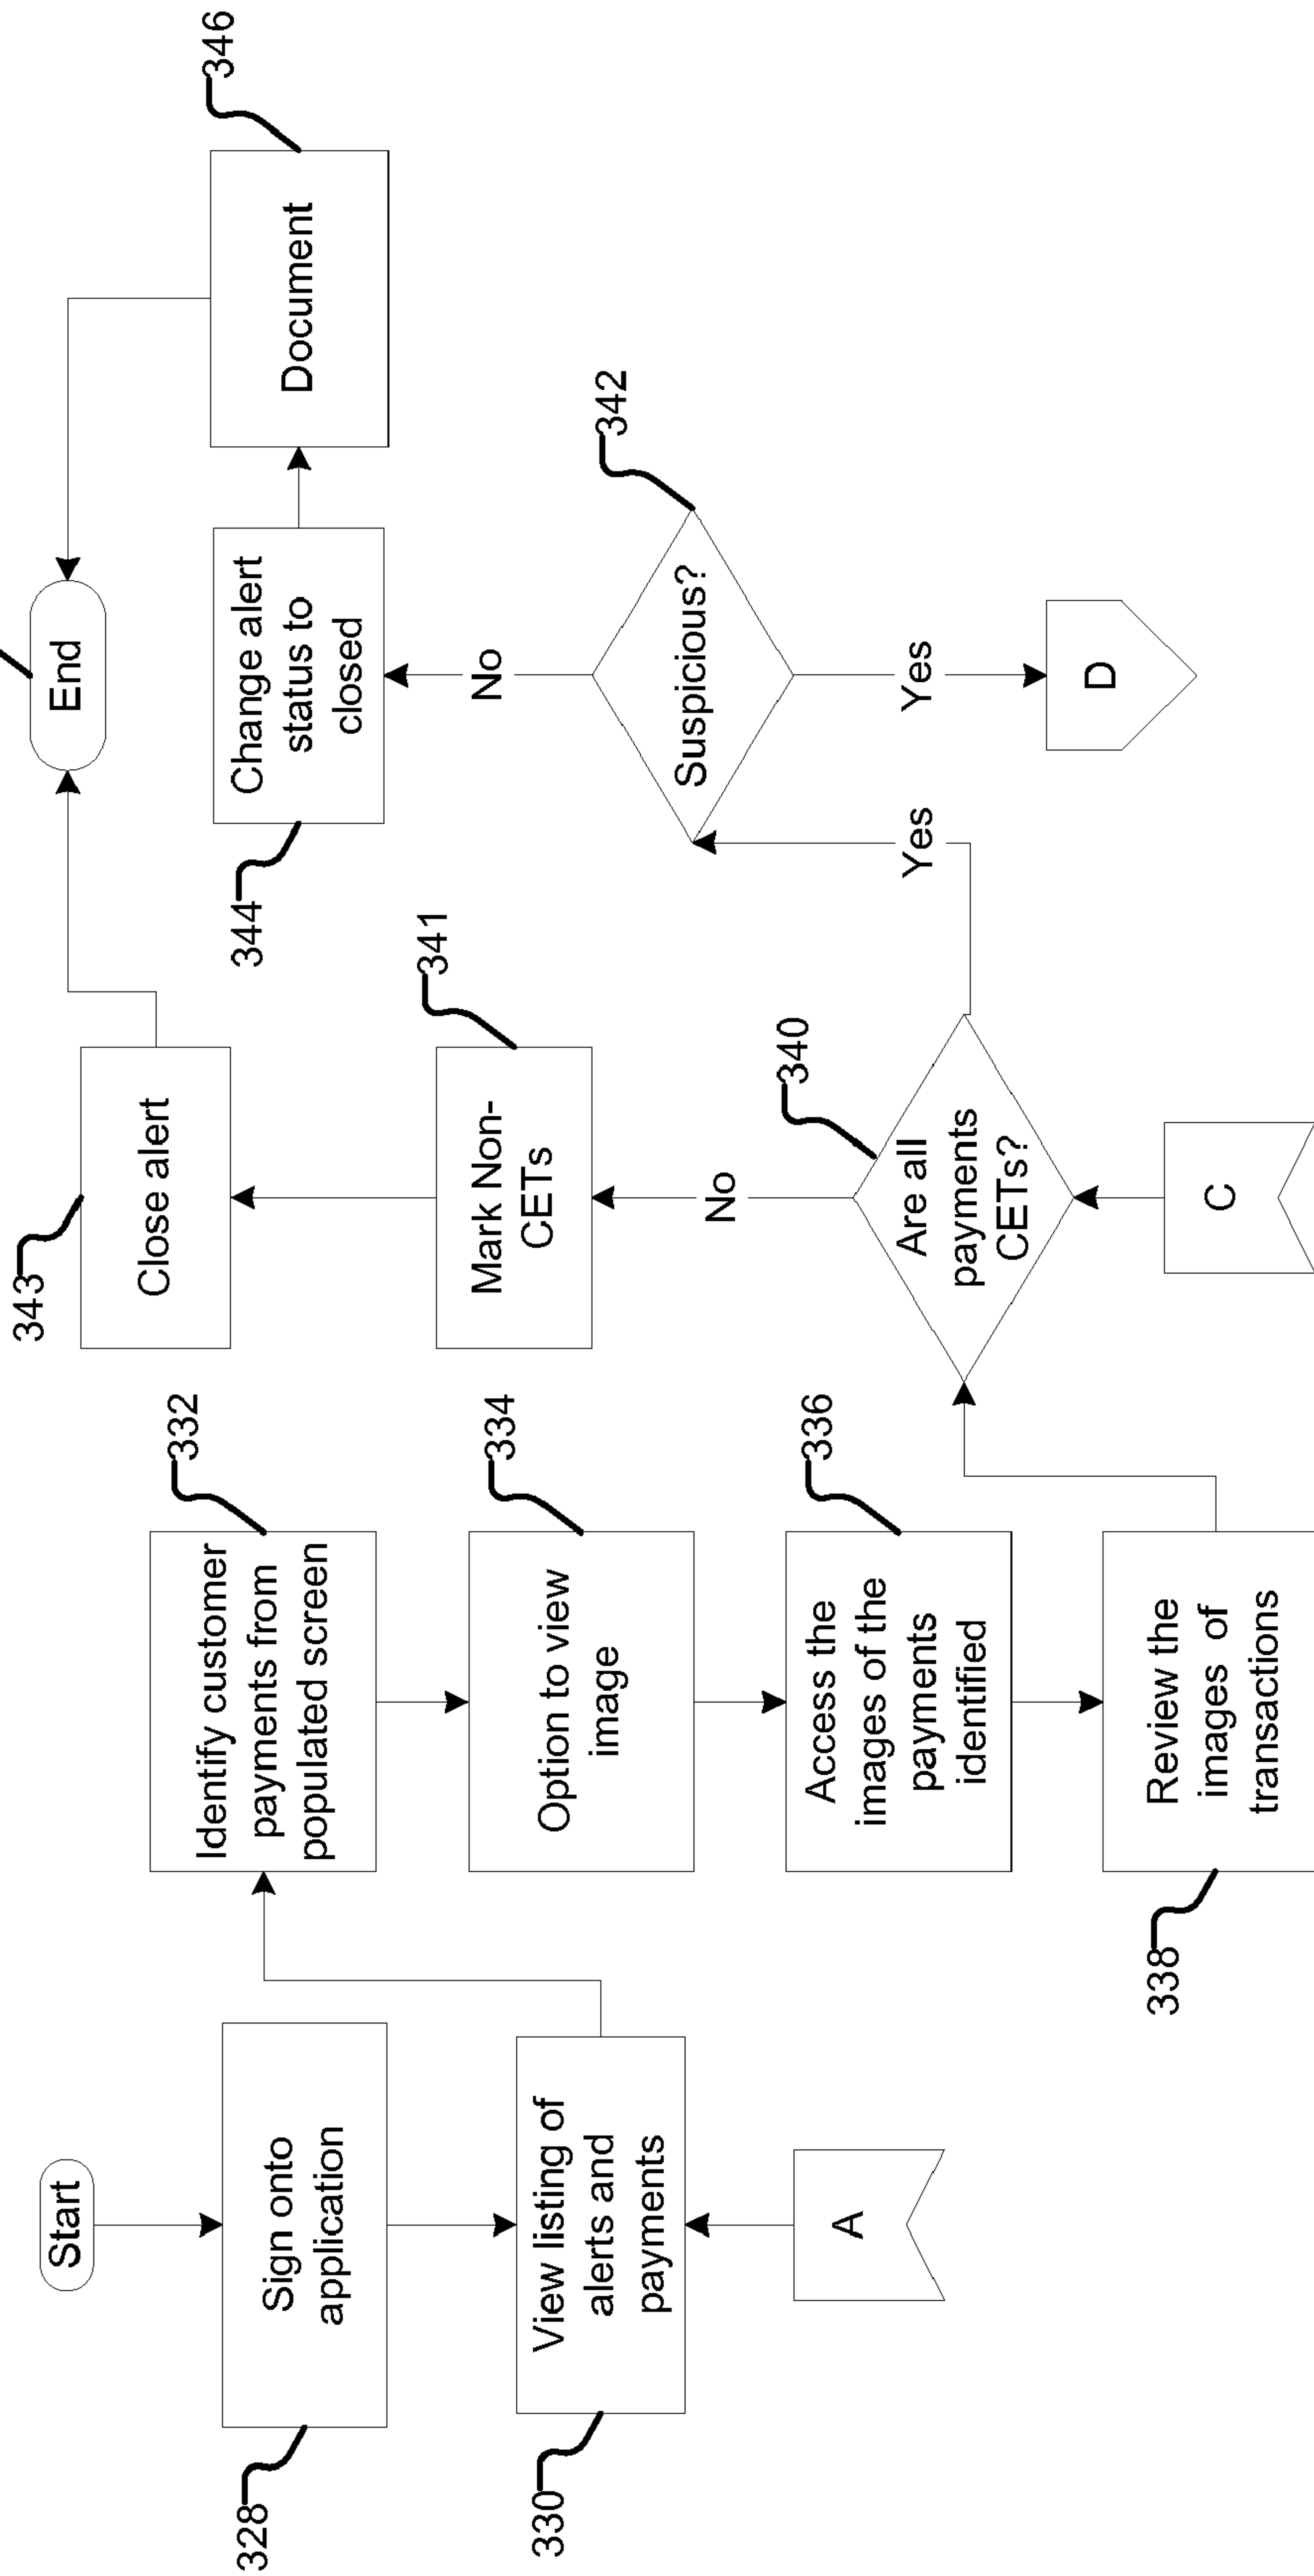 Start
Sign onto
application
328
View listing of
alerts and
payments
330
A
Identify customer
payments from
populated screen
332
Option to view
image
334
Access the
images of the
payments
identified
336
Review the
images of
transactions
338
Close alert
343
Mark Non-
CETs
341
No
Are all
payments
CETs?
340
C
Yes
End
Change alert
status to
closed
344
No
Suspicious?
342
Yes
D
Document
346